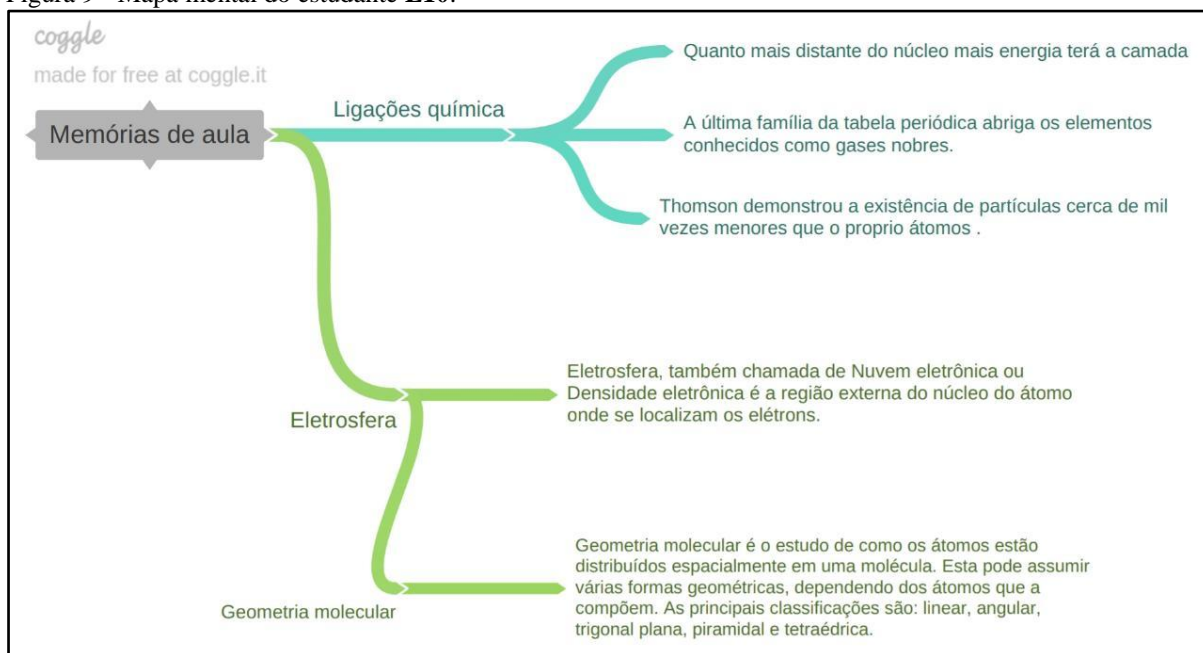 Figura 9 - Mapa mental do estudante E10.
coggle
made for free at coggle.it
Memórias de aula
Ligações química
Quanto mais distante do núcleo mais energia terá a camada
A última família da tabela periódica abriga os elementos
conhecidos como gases nobres.
Thomson demonstrou a existência de partículas cerca de mil
vezes menores que o proprio átomos .
Eletrosfera
Eletrosfera, também chamada de Nuvem eletrônica ou
Densidade eletrônica é a região externa do núcleo do átomo
onde se localizam os elétrons.
Geometria molecular
Geometria molecular é o estudo de como os átomos estão
distribuídos espacialmente em uma molécula. Esta pode assumir
várias formas geométricas, dependendo dos átomos que a
compõem. As principais classificações são: linear, angular,
trigonal plana, piramidal e tetraédrica.